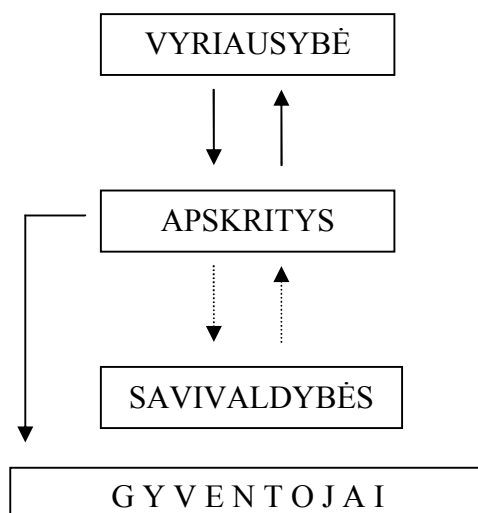 VYRIAUSYBĖ
APSKRITYS
SAVIVALDYBĖS
G Y V E N T O J A I